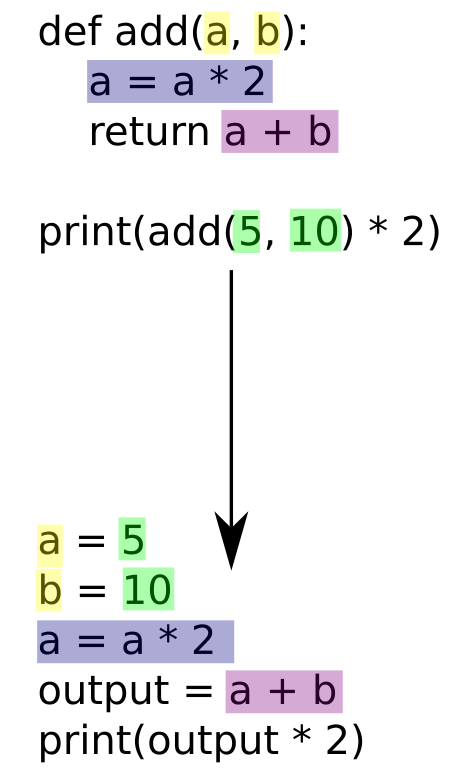 def add(a, b):
    a = a * 2
    return a + b

print(add(5, 10) * 2)

a = 5
b = 10
a = a * 2
output = a + b
print(output * 2)